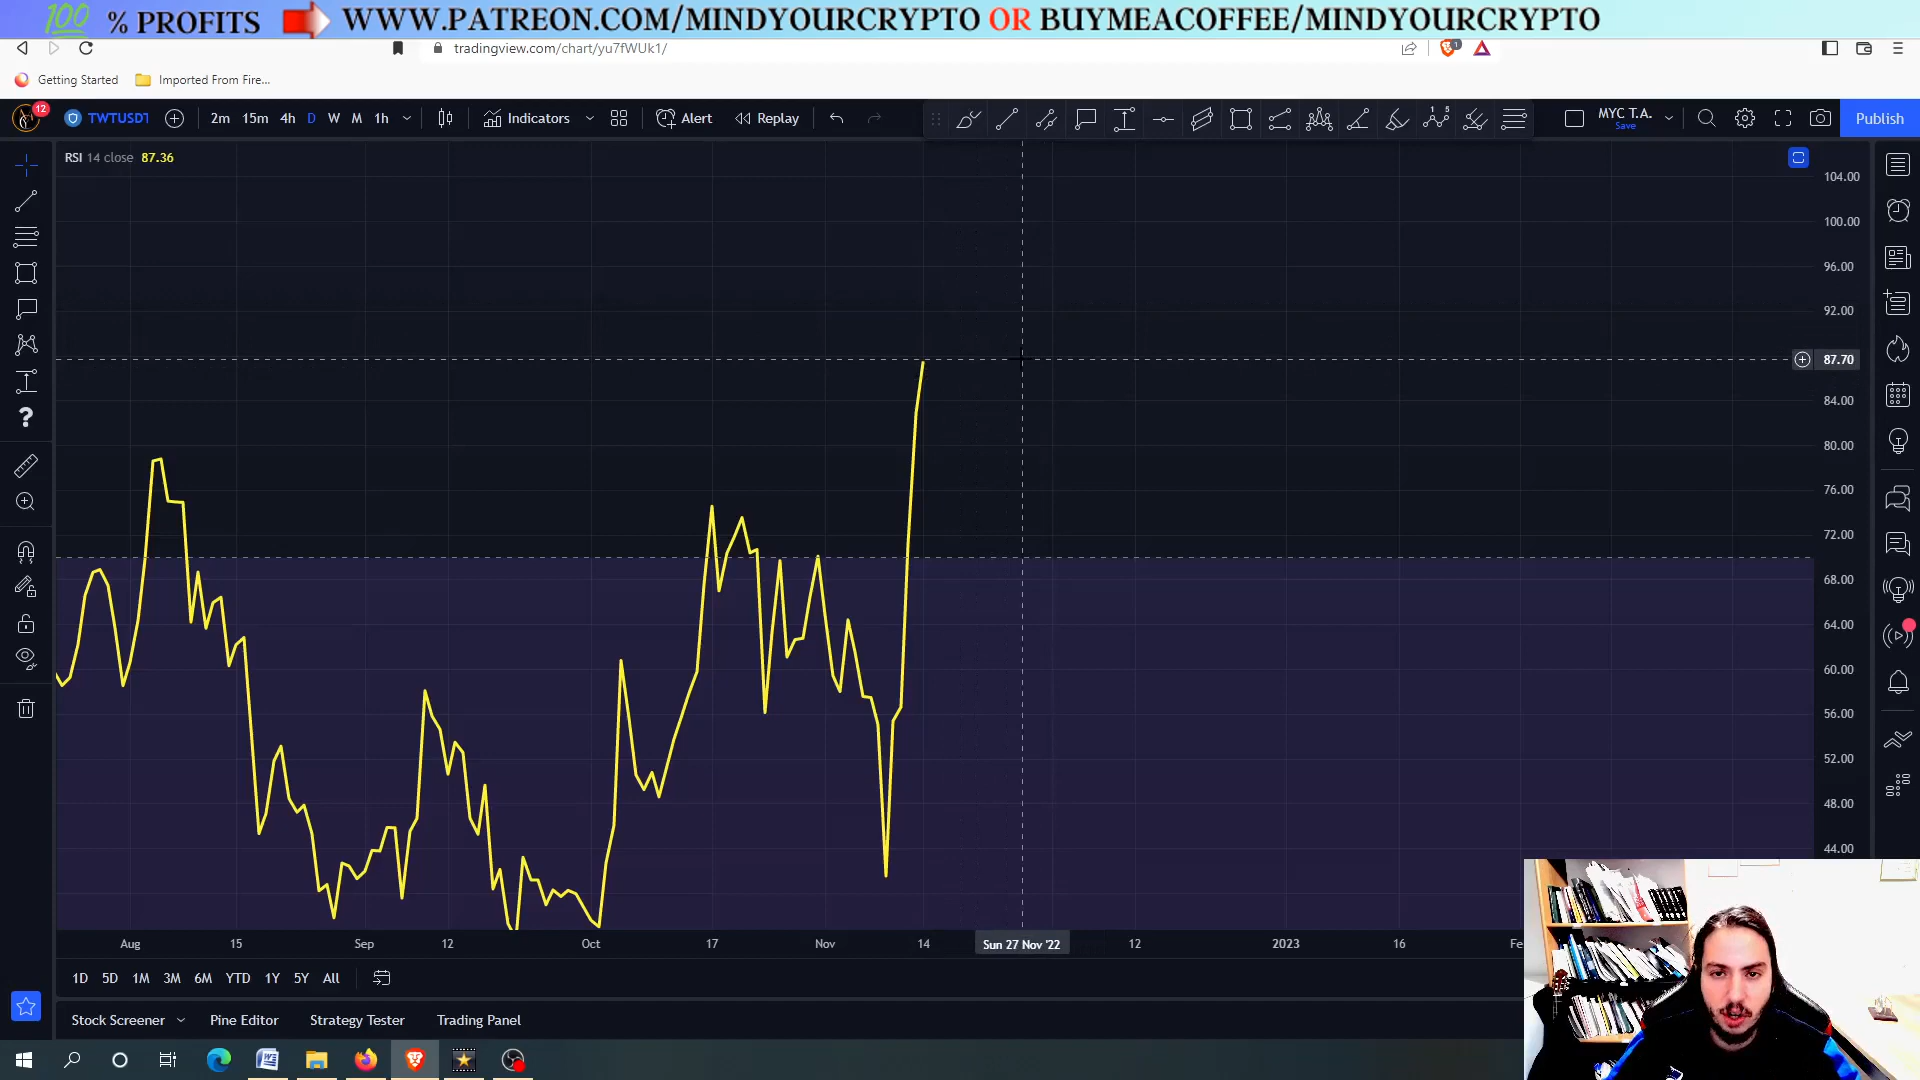 100 % PROFITS WWW.PATREON.COM/MINDYOURCRYPTO OR BUYMEACOFFEE/MINDYOURCRYPTO
tradingview.com/chart/yu7fWUk1/
1
Getting Started Imported From Fire...
12 TWTUSDT 2m 15m 4h D W M 1h Indicators Alert Replay MYC T.A. Publish
Save
RSI 14 close 87.36
104.00
100.00
96.00
92.00
87.70
84.00
80.00
76.00
72.00
68.00
64.00
60.00
56.00
52.00
48.00
44.00
Aug 15 Sep 12 Oct 17 Nov 14 Sun 27 Nov '22 12 2023 16 Fe
1D 5D 1M 3M 6M YTD 1Y 5Y All
Stock Screener Pine Editor Strategy Tester Trading Panel